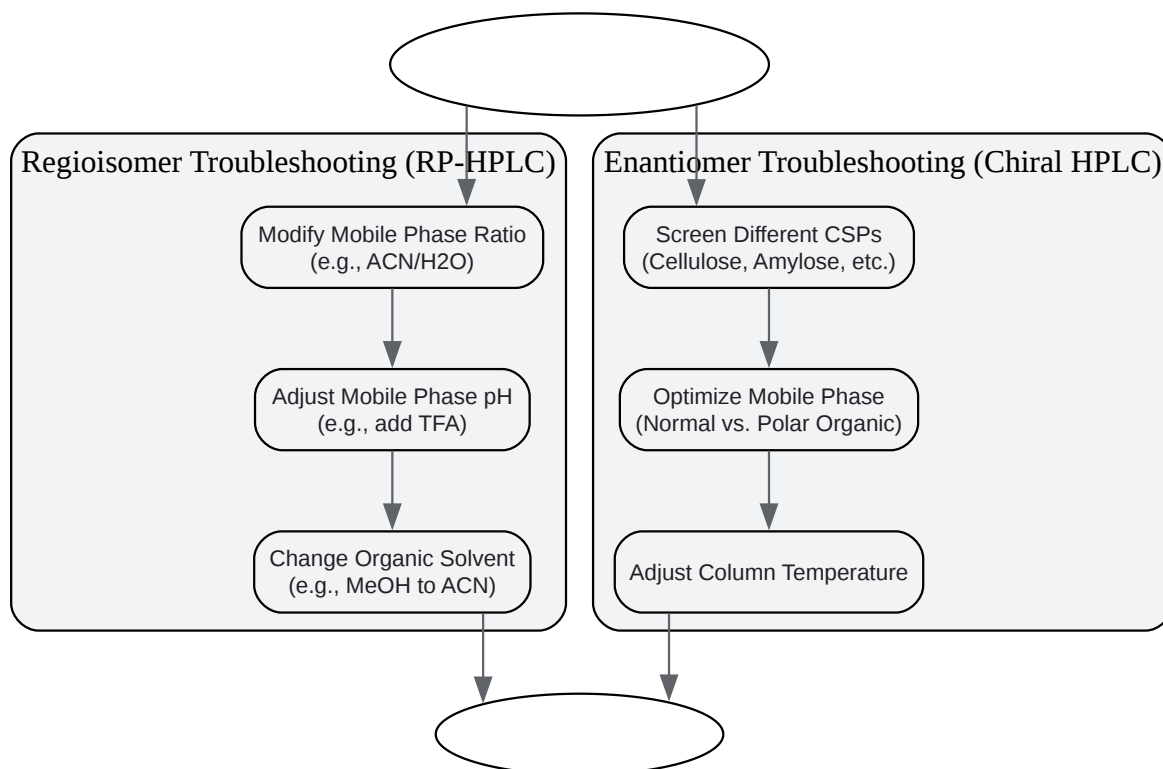 Regioisomer Troubleshooting (RP-HPLC)
Modify Mobile Phase Ratio
(e.g., ACN/H2O)
Adjust Mobile Phase pH
(e.g., add TFA)
Change Organic Solvent
(e.g., MeOH to ACN)
Enantiomer Troubleshooting (Chiral HPLC)
Screen Different CSPs
(Cellulose, Amylose, etc.)
Optimize Mobile Phase
(Normal vs. Polar Organic)
Adjust Column Temperature